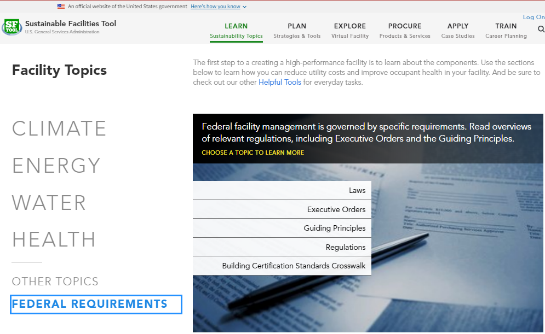 An official website of the United States government Here's how you know
Log On
SF TOOL
Sustainable Facilities Tool
U.S. General Services Administration
LEARN
Sustainability Topics
PLAN
Strategies & Tools
EXPLORE
Virtual Facility
PROCURE
Products & Services
APPLY
Case Studies
TRAIN
Career Planning
Facility Topics
The first step to a creating a high-performance facility is to learn about the components. Use the sections
below to learn how you can reduce utility costs and improve occupant health in your facility. And be sure to
check out our other Helpful Tools for everyday tasks.
CLIMATE
ENERGY
WATER
HEALTH
OTHER TOPICS
FEDERAL REQUIREMENTS
Federal facility management is governed by specific requirements. Read overviews
of relevant regulations, including Executive Orders and the Guiding Principles.
CHOOSE A TOPIC TO LEARN MORE
Laws
Executive Orders
Guiding Principles
Regulations
Building Certification Standards Crosswalk